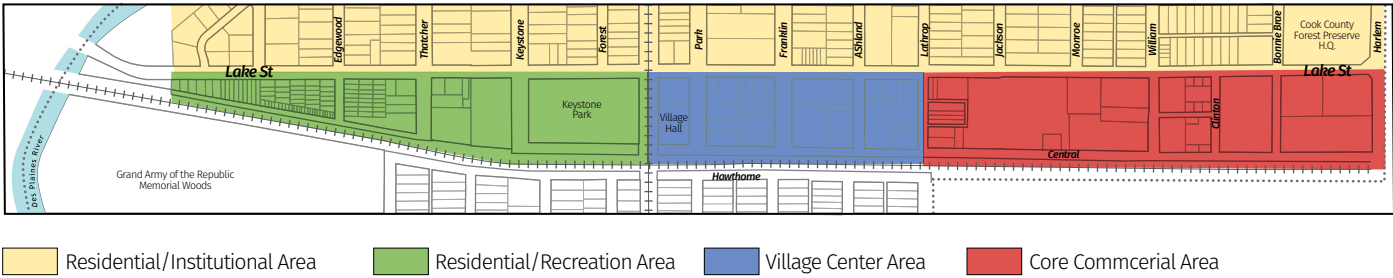 Edgewood
Thatcher
Keystone
Forest
Park
Franklin
AShland
Lathrop
Jackson
Monroe
William
Bonnie Brae
Cook County
Forest Preserve
H.Q.
Harlem
Lake St
Lake St
Keystone
Park
Village
Hall
Clinton
Central
Des Plaines River
Grand Army of the Republic
Memorial Woods
Hawthorne
Residential/Institutional Area
Residential/Recreation Area
Village Center Area
Core Commcerial Area